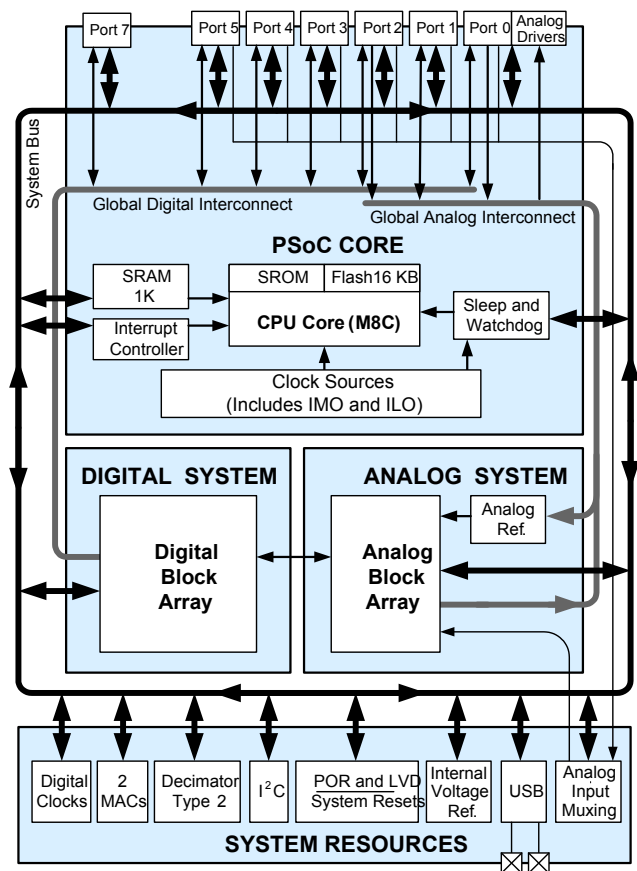 Port 7 Port 5 Port 4 Port 3 Port 2 Port 1 Port 0 Analog
Drivers
System Bus
Global Digital Interconnect
Global Analog Interconnect
PSoC CORE
SRAM
1K
SROM
Flash16 KB
CPU Core (M8C)
Sleep and
Watchdog
Interrupt
Controller
Clock Sources
(Includes IMO and ILO)
DIGITAL SYSTEM
ANALOG SYSTEM
Digital
Block
Array
Analog
Block
Array
Analog
Ref.
Digital
Clocks
2
MACs
Decimator
Type 2
I²C
POR and LVD
System Resets
Internal
Voltage
Ref.
USB
Analog
Input
Muxing
SYSTEM RESOURCES